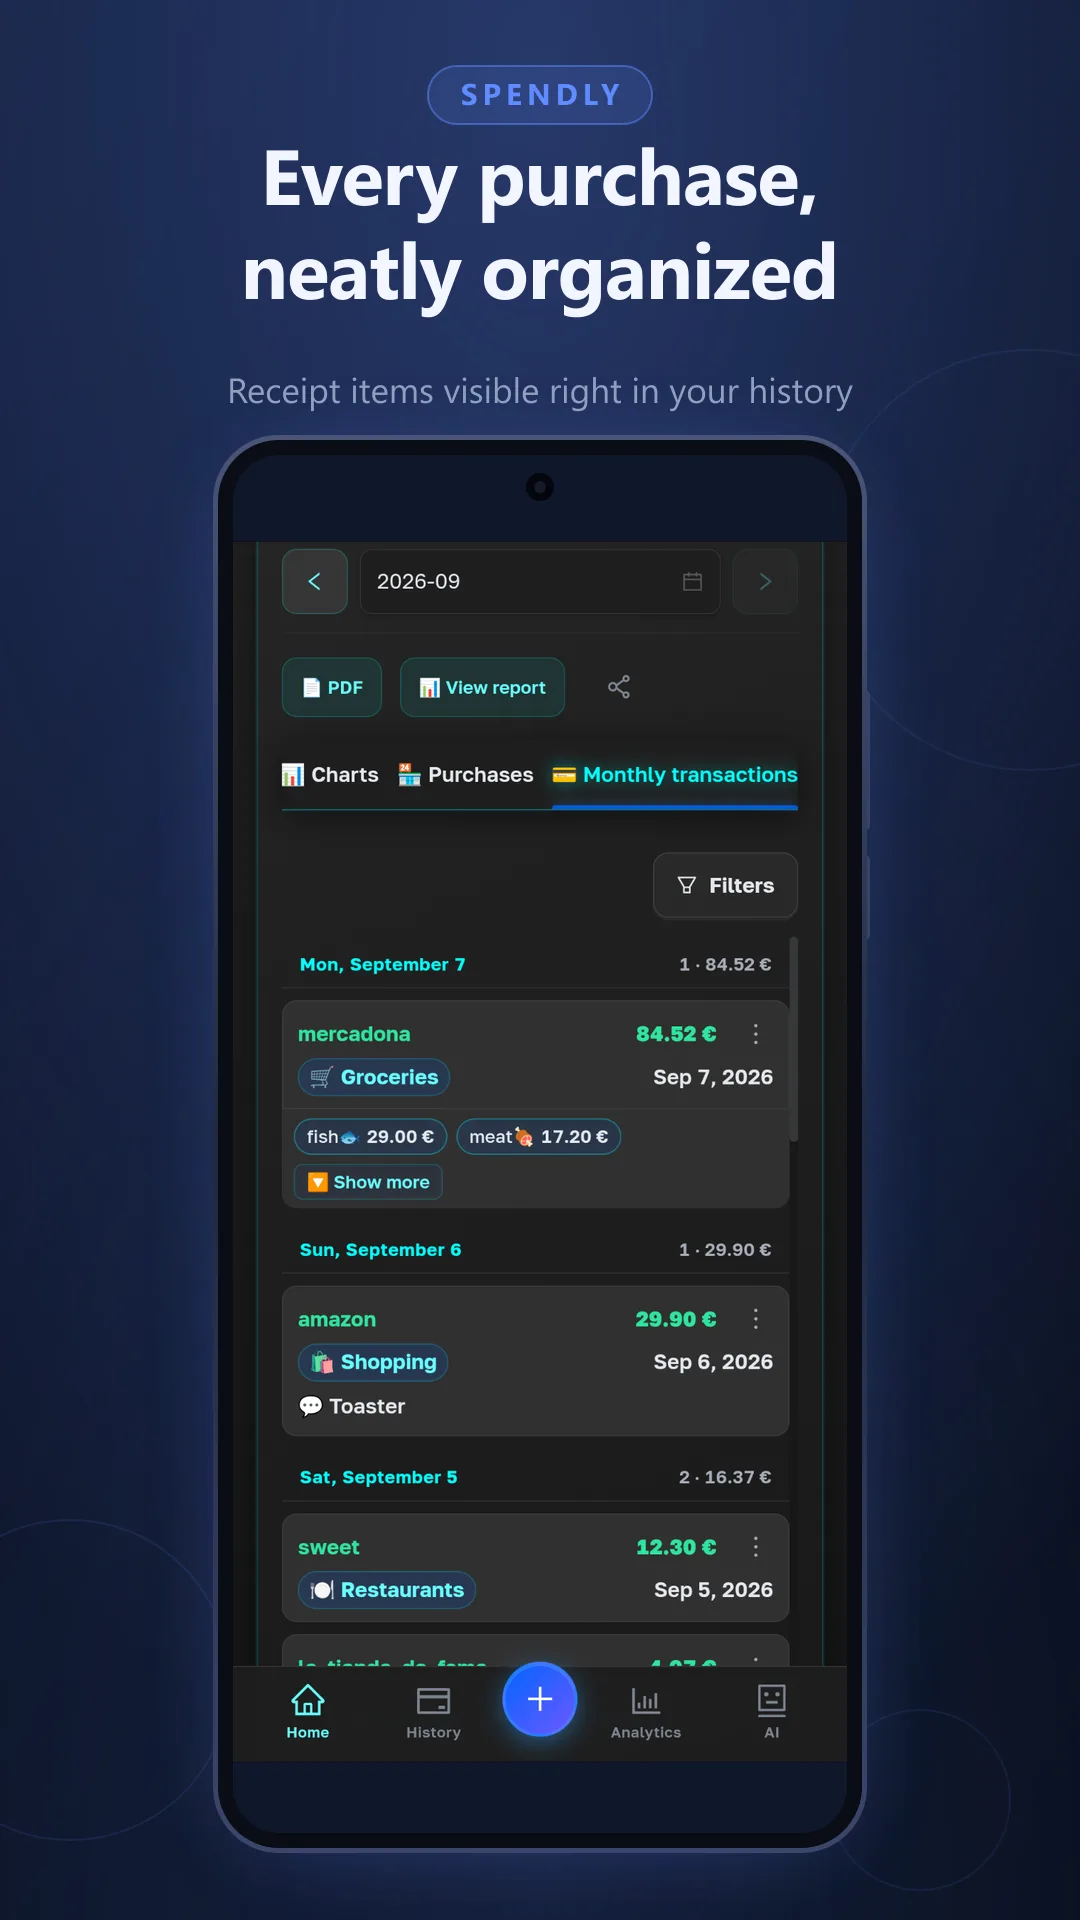 SPENDLY
Every purchase,
neatly organized
Receipt items visible right in your history
2026-09
PDF
View report
Charts
Purchases
Monthly transactions
Filters
Mon, September 7
1 · 84.52 €
mercadona
84.52 €
Groceries
Sep 7, 2026
fish 29.00 €
meat 17.20 €
Show more
Sun, September 6
1 · 29.90 €
amazon
29.90 €
Shopping
Sep 6, 2026
Toaster
Sat, September 5
2 · 16.37 €
sweet
12.30 €
Restaurants
Sep 5, 2026
Home
History
Analytics
AI